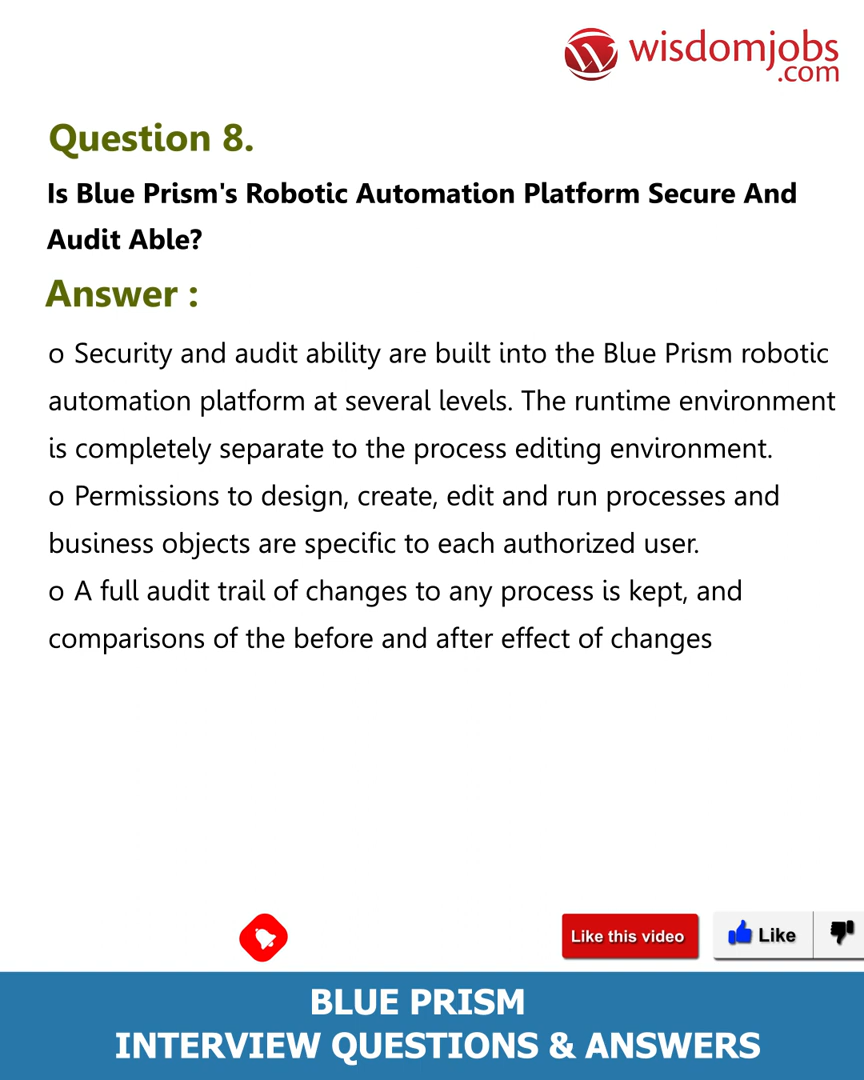 wisdomjobs
.com
Question 8.
Is Blue Prism's Robotic Automation Platform Secure And
Audit Able?
Answer :
o Security and audit ability are built into the Blue Prism robotic
automation platform at several levels. The runtime environment
is completely separate to the process editing environment.
o Permissions to design, create, edit and run processes and
business objects are specific to each authorized user.
o A full audit trail of changes to any process is kept, and
comparisons of the before and after effect of changes
Like this video
Like
BLUE PRISM
INTERVIEW QUESTIONS & ANSWERS